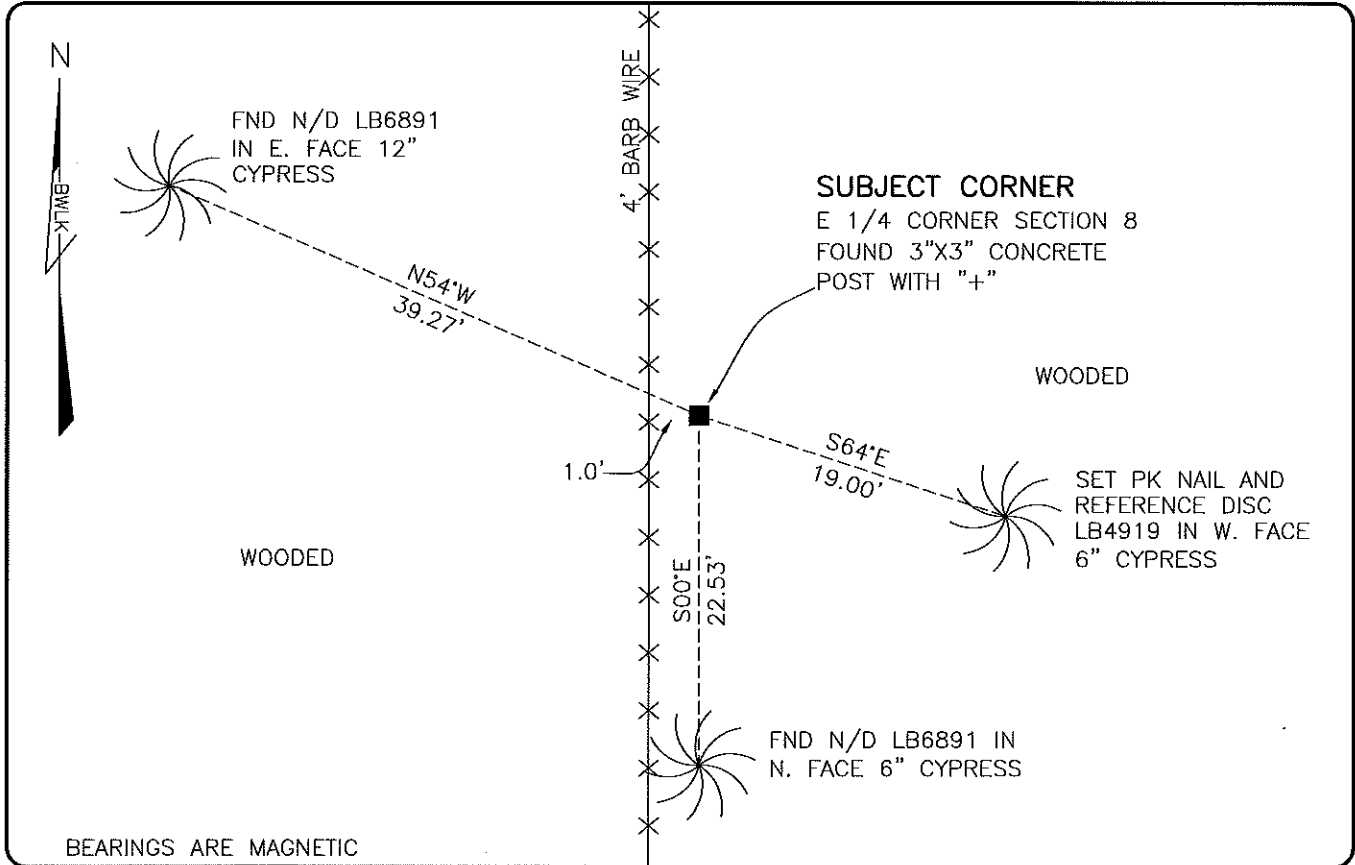 N
BWLK
FND N/D LB6891
IN E. FACE 12"
CYPRESS
4.' BARB WIRE
SUBJECT CORNER
E 1/4 CORNER SECTION 8
FOUND 3"X3" CONCRETE
POST WITH "+"
N54°W
39.27'
WOODED
1.0'
S64°E
19.00'
SET PK NAIL AND
REFERENCE DISC
LB4919 IN W. FACE
6" CYPRESS
WOODED
S00°E
22.53'
FND N/D LB6891 IN
N. FACE 6" CYPRESS
BEARINGS ARE MAGNETIC